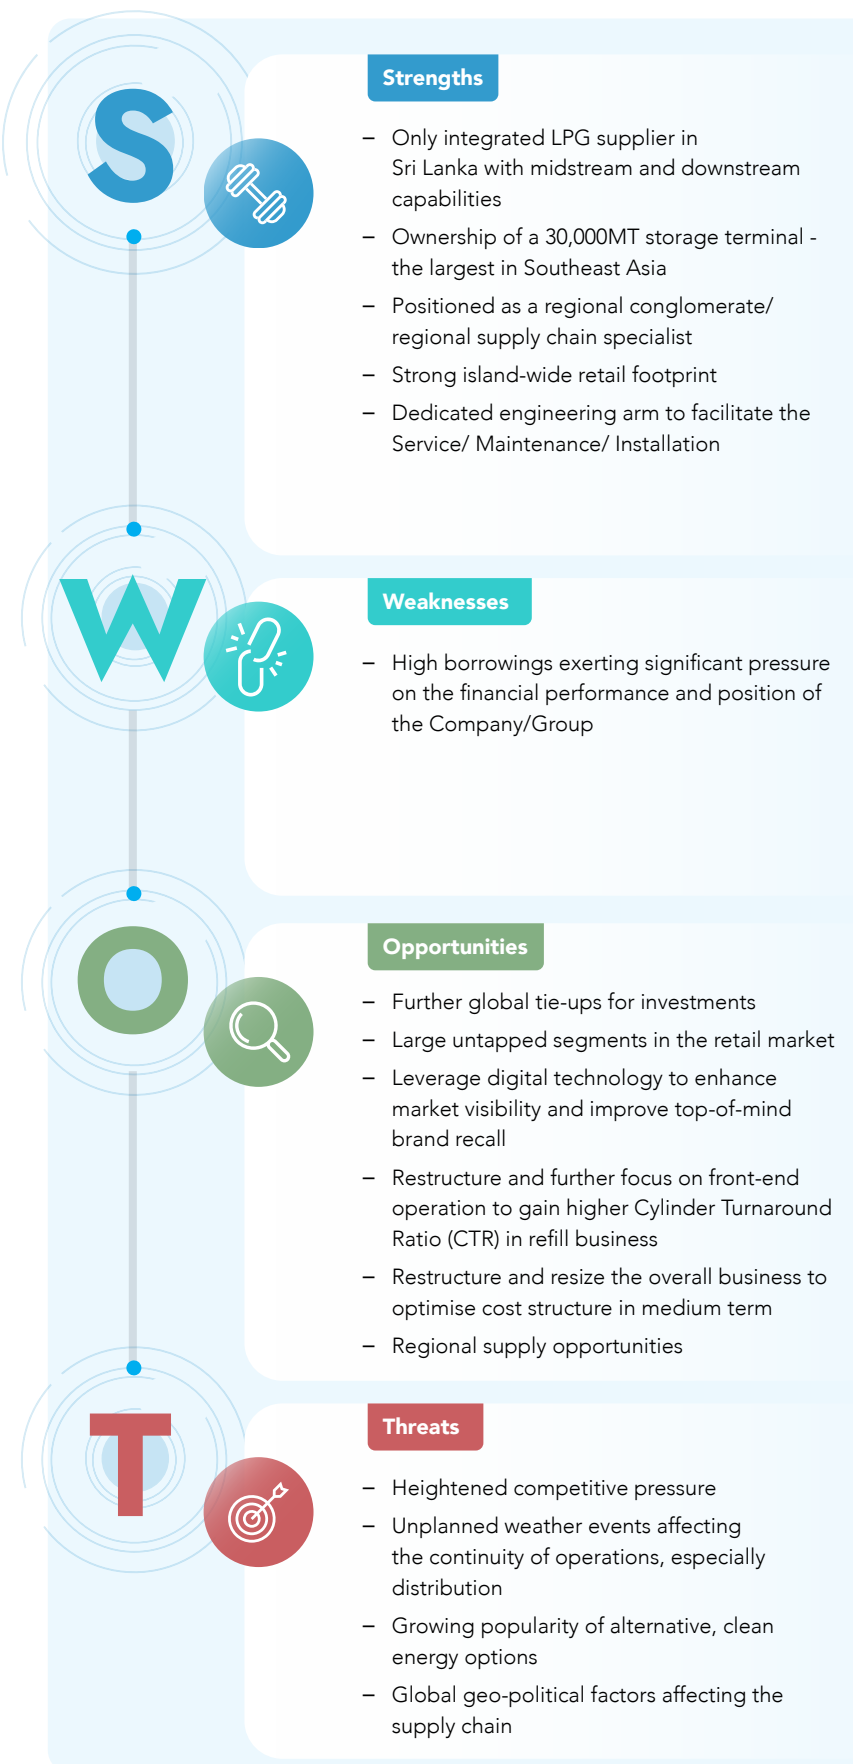 S
Strengths
– Only integrated LPG supplier in
Sri Lanka with midstream and downstream
capabilities
– Ownership of a 30,000MT storage terminal -
the largest in Southeast Asia
– Positioned as a regional conglomerate/
regional supply chain specialist
– Strong island-wide retail footprint
– Dedicated engineering arm to facilitate the
Service/ Maintenance/ Installation
W
Weaknesses
– High borrowings exerting significant pressure
on the financial performance and position of
the Company/Group
O
Opportunities
– Further global tie-ups for investments
– Large untapped segments in the retail market
– Leverage digital technology to enhance
market visibility and improve top-of-mind
brand recall
– Restructure and further focus on front-end
operation to gain higher Cylinder Turnaround
Ratio (CTR) in refill business
– Restructure and resize the overall business to
optimise cost structure in medium term
– Regional supply opportunities
T
Threats
– Heightened competitive pressure
– Unplanned weather events affecting
the continuity of operations, especially
distribution
– Growing popularity of alternative, clean
energy options
– Global geo-political factors affecting the
supply chain